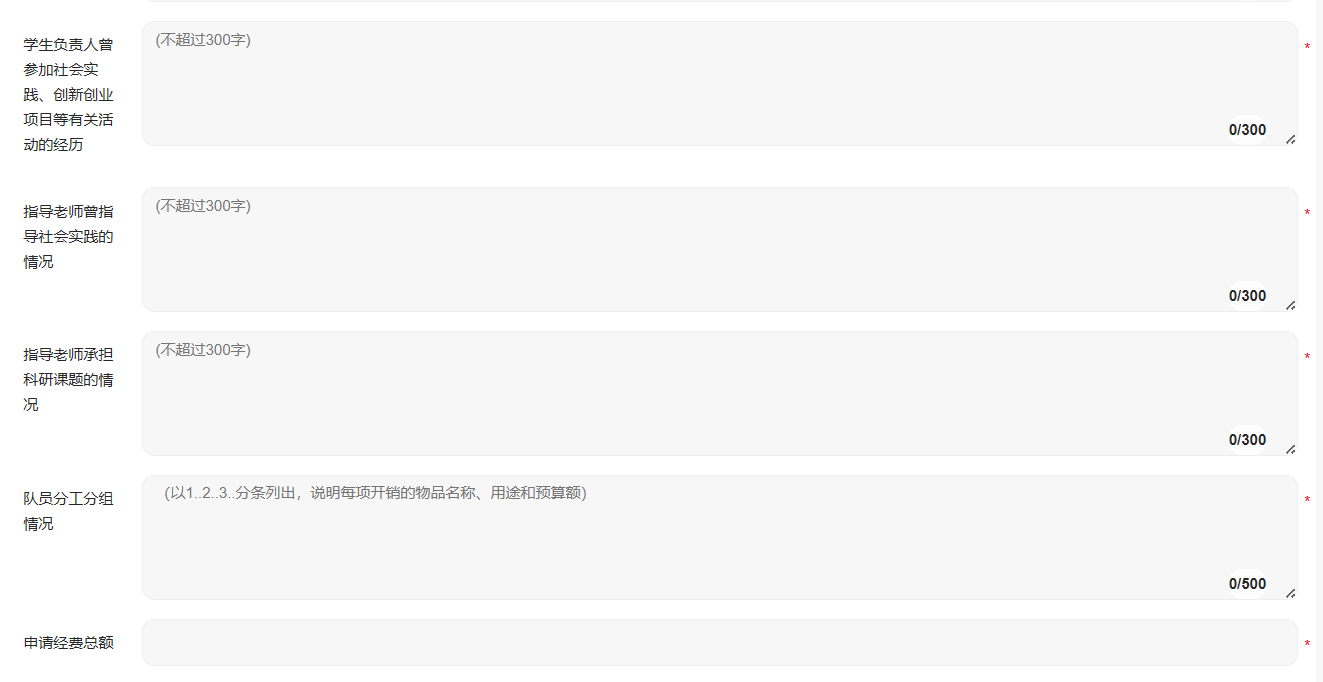 学生负责人曾
参加社会实
践、创新创业
项目等有关活
动的经历
(不超过300字)
*
0/300
指导老师曾指
导社会实践的
情况
(不超过300字)
*
0/300
指导老师承担
科研课题的情
况
(不超过300字)
*
0/300
队员分工分组
情况
(以1..2..3..分条列出，说明每项开销的物品名称、用途和预算额)
*
0/500
申请经费总额
*